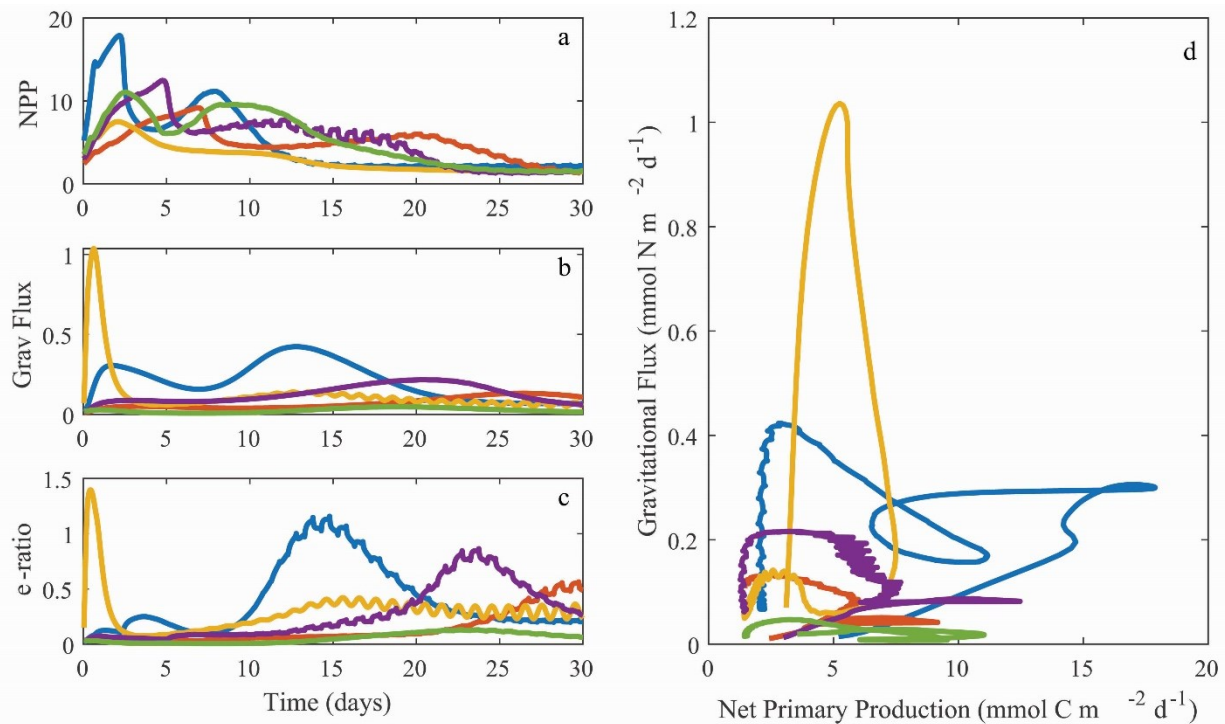 a
20
10
0
NPP
0 5 10 15 20 25 30
b
1
0.5
0
Grav Flux
0 5 10 15 20 25 30
c
1.5
1
0.5
0
e-ratio
0 5 10 15 20 25 30
Time (days)
d
1.2
1
0.8
0.6
0.4
0.2
0
Gravitational Flux (mmol N m -2 d-1)
0 5 10 15 20
Net Primary Production (mmol C m -2 d-1)